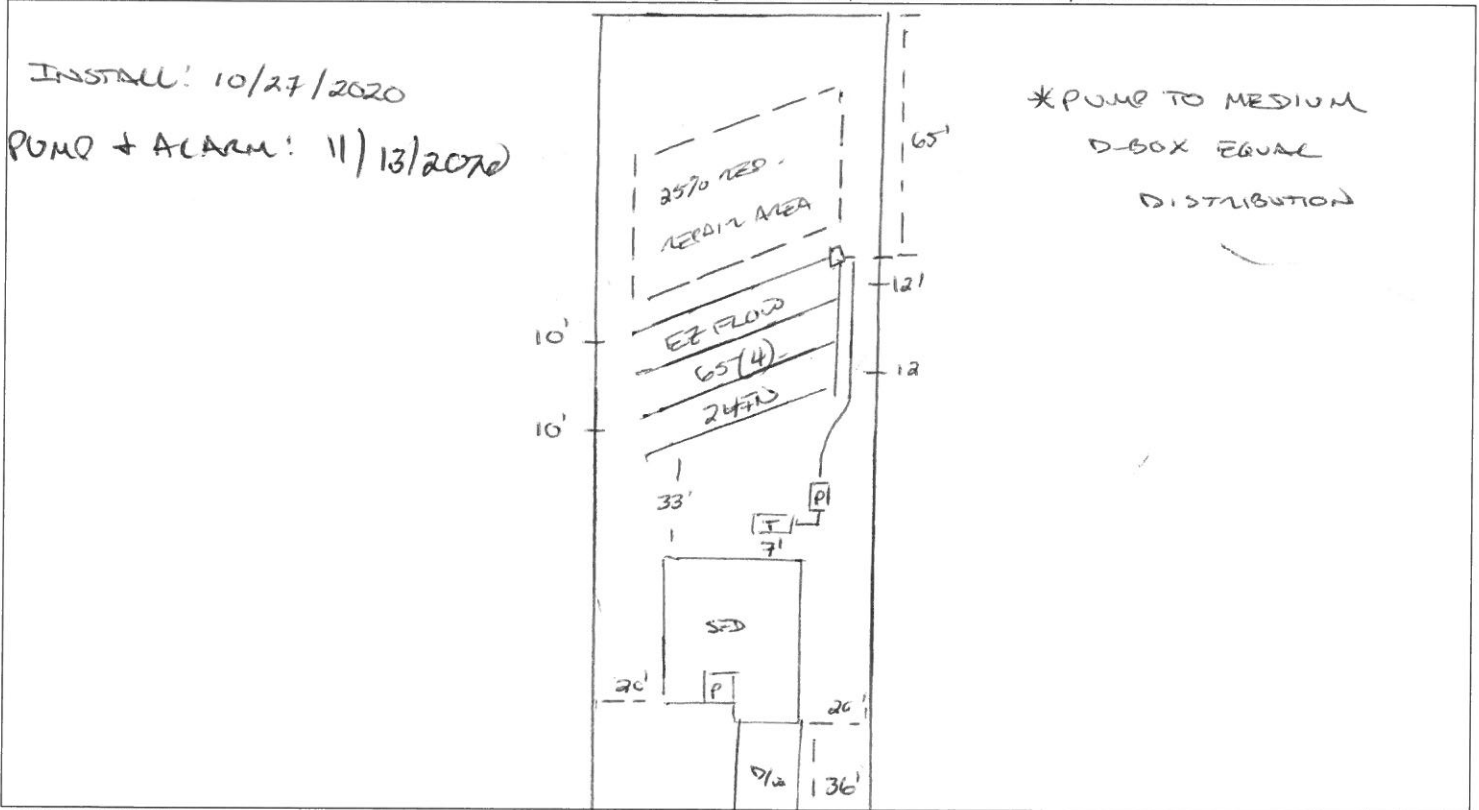 INSTALL: 10/27/2020
PUMP & ALARM: 11/13/2020
*PUMP TO MEDIUM
D-BOX EQUAL
DISTRIBUTION
65'
25% RED.
REPAIR AREA
12'
10'
EZ FLOW
65'(4)
12
24IN
10'
33'
P
T
7'
SFD
20'
P
20'
D/W
36'